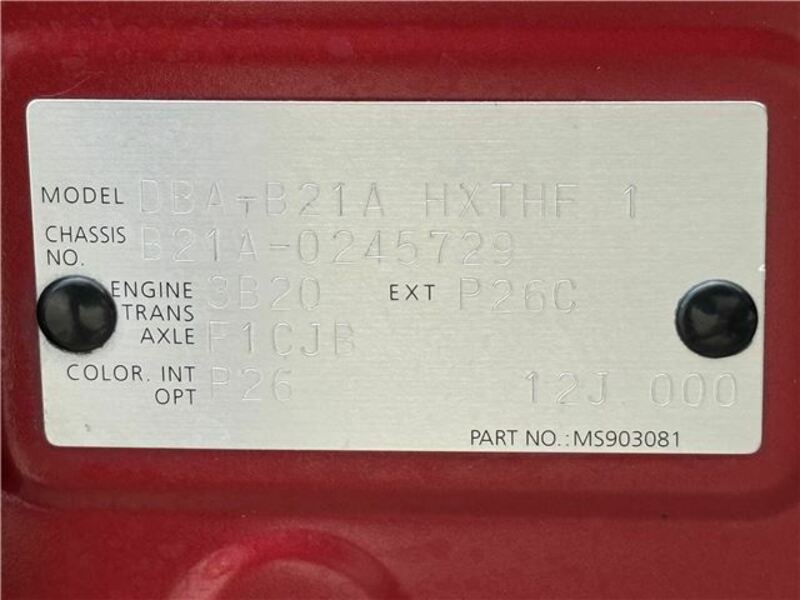 MODEL DBA-B21A HXTHF 1
CHASSIS NO. B21A-0245729
ENGINE 3B20 EXT P26C
TRANS AXLE F1CJB
COLOR. INT OPT P26 12J 000
PART NO.:MS903081